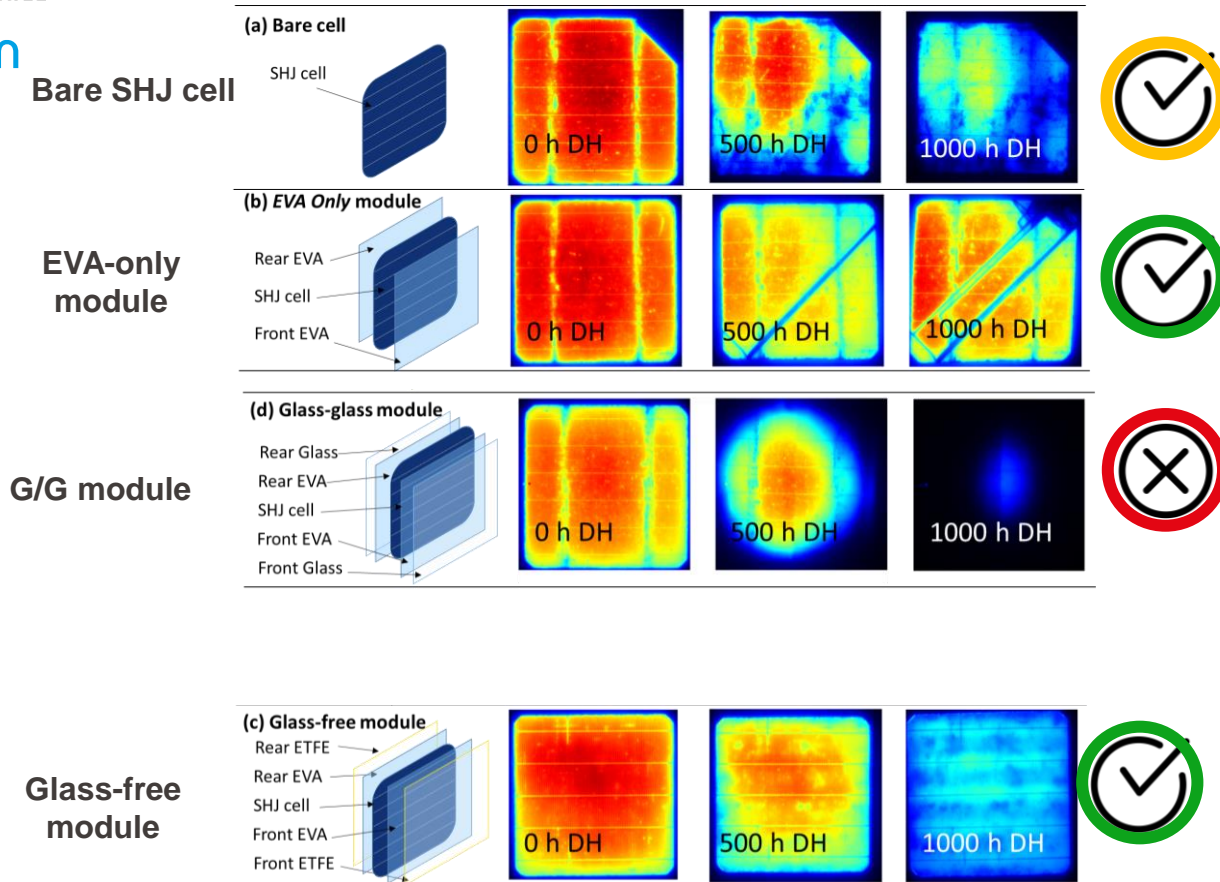 n
(a) Bare cell
Bare SHJ cell
SHJ cell
0 h DH
500 h DH
1000 h DH
(b) EVA Only module
EVA-only
module
Rear EVA
SHJ cell
Front EVA
0 h DH
500 h DH
1000 h DH
(d) Glass-glass module
G/G module
Rear Glass
Rear EVA
SHJ cell
Front EVA
Front Glass
0 h DH
500 h DH
1000 h DH
(c) Glass-free module
Glass-free
module
Rear ETFE
Rear EVA
SHJ cell
Front EVA
Front ETFE
0 h DH
500 h DH
1000 h DH